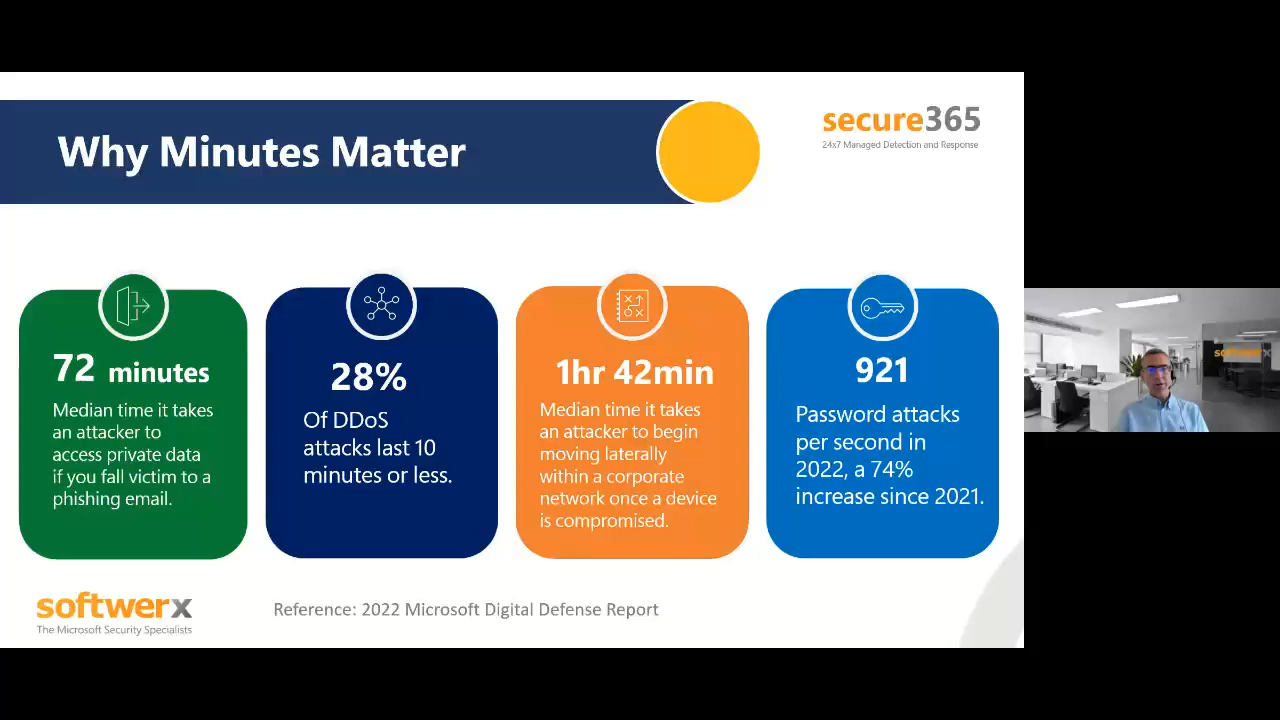 Why Minutes Matter
secure365
24x7 Managed Detection and Response
72 minutes
Median time it takes
an attacker to
access private data
if you fall victim to a
phishing email.
28%
Of DDoS
attacks last 10
minutes or less.
1hr 42min
Median time it takes
an attacker to begin
moving laterally
within a corporate
network once a device
is compromised.
921
Password attacks
per second in
2022, a 74%
increase since 2021.
softwerx
softwerx
The Microsoft Security Specialists
Reference: 2022 Microsoft Digital Defense Report